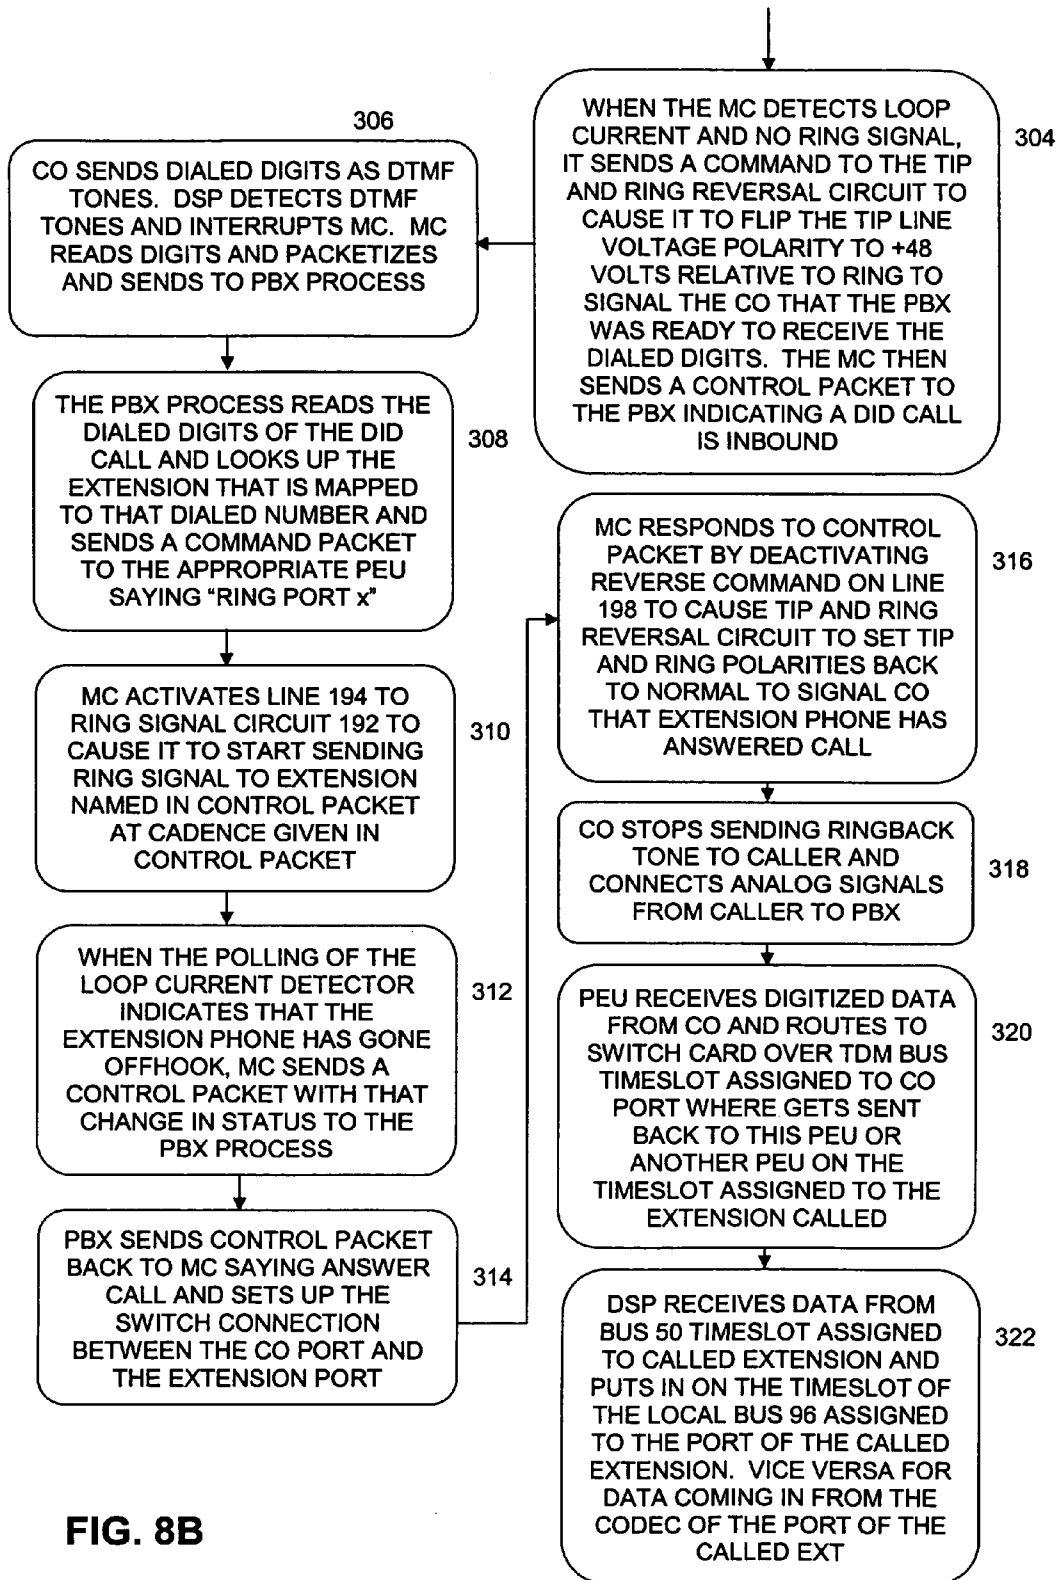 WHEN THE MC DETECTS LOOP
CURRENT AND NO RING SIGNAL,
IT SENDS A COMMAND TO THE TIP
AND RING REVERSAL CIRCUIT TO
CAUSE IT TO FLIP THE TIP LINE
VOLTAGE POLARITY TO +48
VOLTS RELATIVE TO RING TO
SIGNAL THE CO THAT THE PBX
WAS READY TO RECEIVE THE
DIALED DIGITS. THE MC THEN
SENDS A CONTROL PACKET TO
THE PBX INDICATING A DID CALL
IS INBOUND
304
306
CO SENDS DIALED DIGITS AS DTMF
TONES. DSP DETECTS DTMF
TONES AND INTERRUPTS MC. MC
READS DIGITS AND PACKETIZES
AND SENDS TO PBX PROCESS
THE PBX PROCESS READS THE
DIALED DIGITS OF THE DID
CALL AND LOOKS UP THE
EXTENSION THAT IS MAPPED
TO THAT DIALED NUMBER AND
SENDS A COMMAND PACKET
TO THE APPROPRIATE PEU
SAYING "RING PORT x"
308
MC ACTIVATES LINE 194 TO
RING SIGNAL CIRCUIT 192 TO
CAUSE IT TO START SENDING
RING SIGNAL TO EXTENSION
NAMED IN CONTROL PACKET
AT CADENCE GIVEN IN
CONTROL PACKET
310
WHEN THE POLLING OF THE
LOOP CURRENT DETECTOR
INDICATES THAT THE
EXTENSION PHONE HAS GONE
OFFHOOK, MC SENDS A
CONTROL PACKET WITH THAT
CHANGE IN STATUS TO THE
PBX PROCESS
312
PBX SENDS CONTROL PACKET
BACK TO MC SAYING ANSWER
CALL AND SETS UP THE
SWITCH CONNECTION
BETWEEN THE CO PORT AND
THE EXTENSION PORT
314
MC RESPONDS TO CONTROL
PACKET BY DEACTIVATING
REVERSE COMMAND ON LINE
198 TO CAUSE TIP AND RING
REVERSAL CIRCUIT TO SET TIP
AND RING POLARITIES BACK
TO NORMAL TO SIGNAL CO
THAT EXTENSION PHONE HAS
ANSWERED CALL
316
CO STOPS SENDING RINGBACK
TONE TO CALLER AND
CONNECTS ANALOG SIGNALS
FROM CALLER TO PBX
318
PEU RECEIVES DIGITIZED DATA
FROM CO AND ROUTES TO
SWITCH CARD OVER TDM BUS
TIMESLOT ASSIGNED TO CO
PORT WHERE GETS SENT
BACK TO THIS PEU OR
ANOTHER PEU ON THE
TIMESLOT ASSIGNED TO THE
EXTENSION CALLED
320
DSP RECEIVES DATA FROM
BUS 50 TIMESLOT ASSIGNED
TO CALLED EXTENSION AND
PUTS IN ON THE TIMESLOT OF
THE LOCAL BUS 96 ASSIGNED
TO THE PORT OF THE CALLED
EXTENSION. VICE VERSA FOR
DATA COMING IN FROM THE
CODEC OF THE PORT OF THE
CALLED EXT
322
FIG. 8B